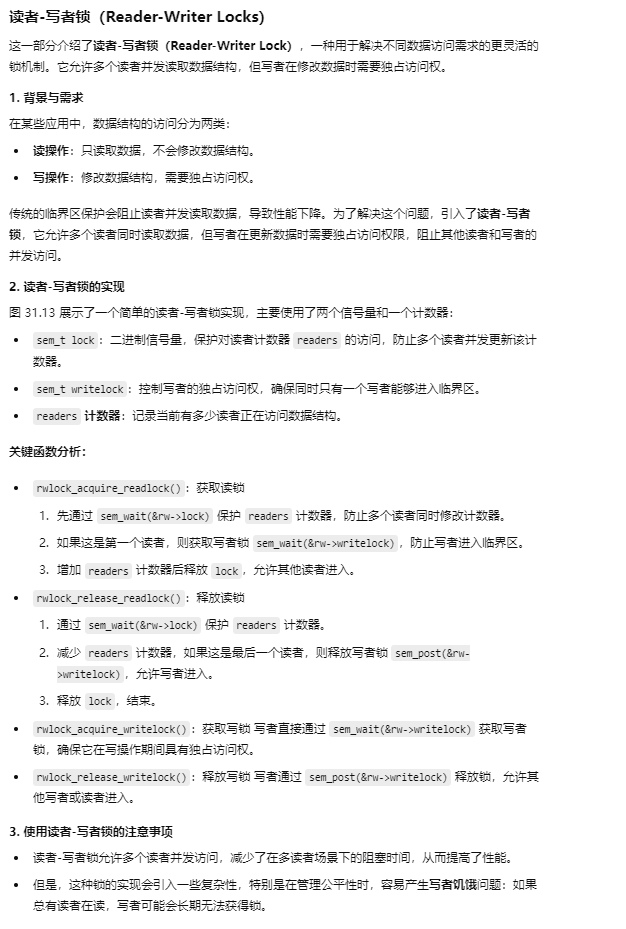 读者-写者锁（Reader-Writer Locks）
这一部分介绍了读者-写者锁（Reader-Writer Lock），一种用于解决不同数据访问需求的更灵活的
锁机制。它允许多个读者并发读取数据结构，但写者在修改数据时需要独占访问权。
1. 背景与需求
在某些应用中，数据结构的访问分为两类：
• 读操作：只读取数据，不会修改数据结构。
• 写操作：修改数据结构，需要独占访问权。
传统的临界区保护会阻止读者并发读取数据，导致性能下降。为了解决这个问题，引入了读者-写者
锁，它允许多个读者同时读取数据，但写者在更新数据时需要独占访问权限，阻止其他读者和写者的
并发访问。
2. 读者-写者锁的实现
图 31.13 展示了一个简单的读者-写者锁实现，主要使用了两个信号量和一个计数器：
• sem_t lock：二进制信号量，保护对读者计数器 readers 的访问，防止多个读者并发更新该计
数器。
• sem_t writelock：控制写者的独占访问权，确保同时只有一个写者能够进入临界区。
• readers 计数器：记录当前有多少读者正在访问数据结构。
关键函数分析：
• rwlock_acquire_readlock()：获取读锁
1. 先通过 sem_wait(&rw->lock) 保护 readers 计数器，防止多个读者同时修改计数器。
2. 如果这是第一个读者，则获取写者锁 sem_wait(&rw->writelock)，防止写者进入临界区。
3. 增加 readers 计数器后释放 lock，允许其他读者进入。
• rwlock_release_readlock()：释放读锁
1. 通过 sem_wait(&rw->lock) 保护 readers 计数器。
2. 减少 readers 计数器，如果这是最后一个读者，则释放写者锁 sem_post(&rw-
>writelock)，允许写者进入。
3. 释放 lock，结束。
• rwlock_acquire_writelock()：获取写锁 写者直接通过 sem_wait(&rw->writelock) 获取写者
锁，确保它在写操作期间具有独占访问权。
• rwlock_release_writelock()：释放写锁 写者通过 sem_post(&rw->writelock) 释放锁，允许其
他写者或读者进入。
3. 使用读者-写者锁的注意事项
• 读者-写者锁允许多个读者并发访问，减少了在多读者场景下的阻塞时间，从而提高了性能。
• 但是，这种锁的实现会引入一些复杂性，特别是在管理公平性时，容易产生写者饥饿问题：如果
总有读者在读，写者可能会长期无法获得锁。